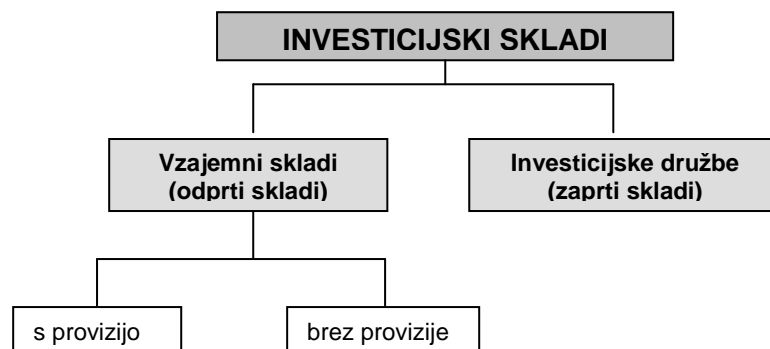 INVESTICIJSKI SKLADI
Vzajemni skladi
(odprti skladi)
Investicijske družbe
(zaprti skladi)
s provizijo
brez provizije